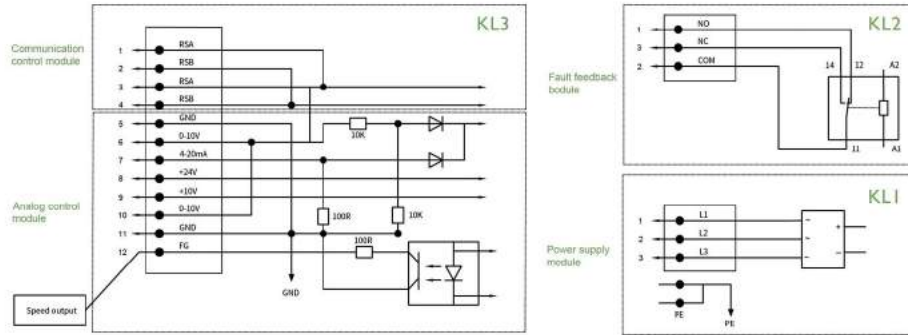 KL3
Communication
control module
1 RSA
2 RSB
3 RSA
4 RSB
Analog control
module
5 GND
6 0-10V
7 4-20mA
8 +24V
9 +10V
10 0-10V
11 GND
12 FG
10K
100R
10K
100R
GND
Speed output
KL2
Fault feedback
bodule
1 NO
3 NC
2 COM
14 12 A2
11 A1
KL1
Power supply
module
1 L1
2 L2
3 L3
~ +
~
~ −
PE
PE